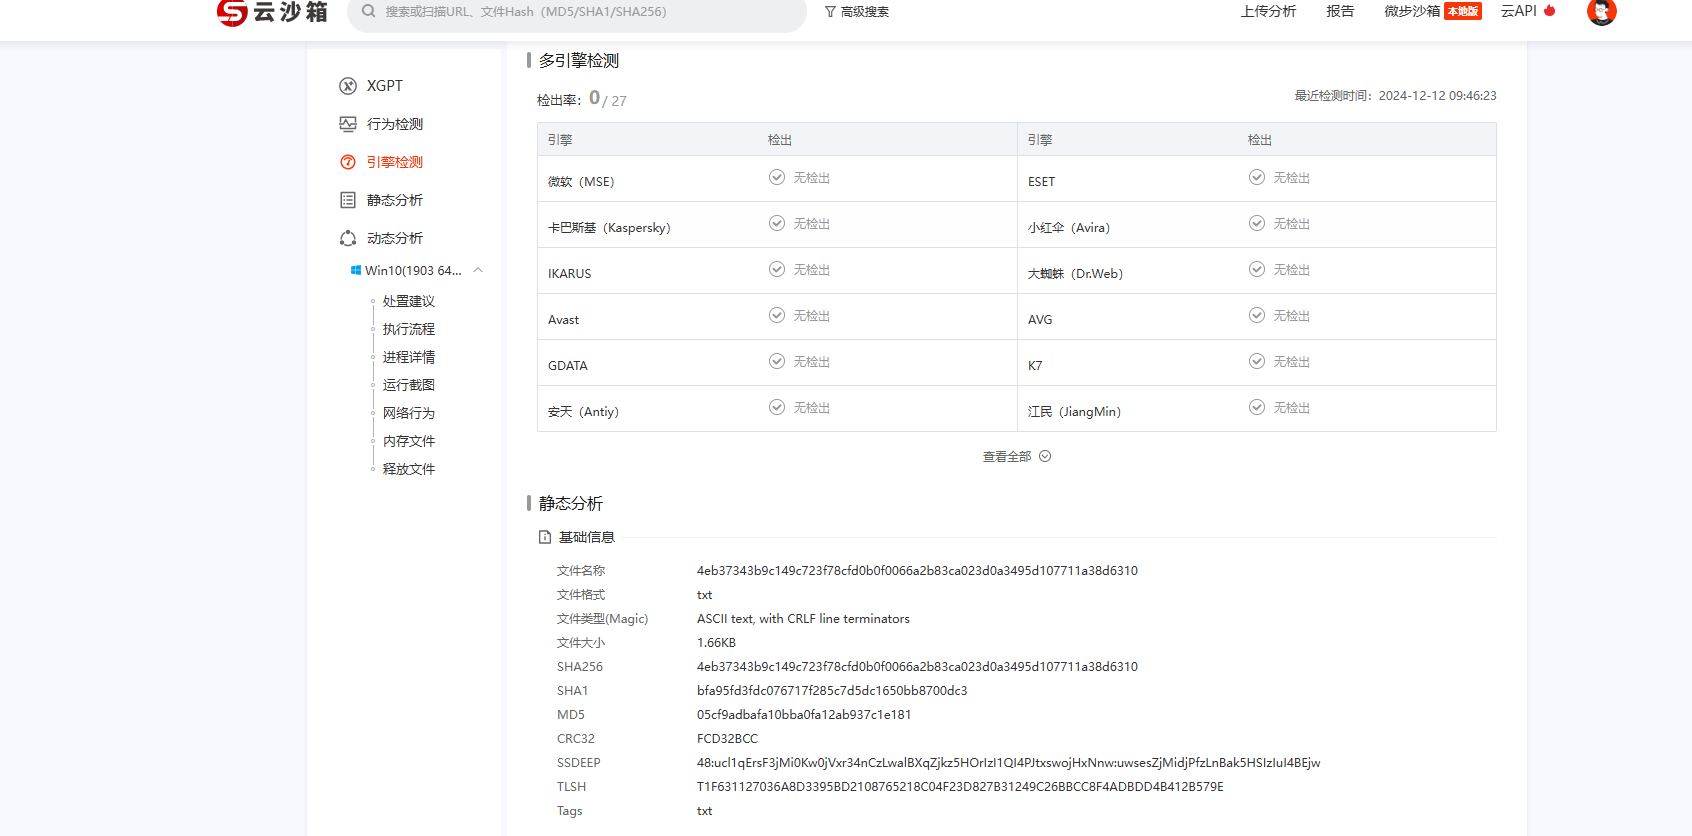 云沙箱
搜索或扫描URL、文件Hash（MD5/SHA1/SHA256）
高级搜索
上传分析
报告
微步沙箱 本地版
云API
XGPT
行为检测
引擎检测
静态分析
动态分析
Win10(1903 64...
处置建议
执行流程
进程详情
运行截图
网络行为
内存文件
释放文件
多引擎检测
检出率： 0 / 27
最近检测时间：2024-12-12 09:46:23
引擎 检出 引擎 检出
微软（MSE） 无检出 ESET 无检出
卡巴斯基（Kaspersky） 无检出 小红伞（Avira） 无检出
IKARUS 无检出 大蜘蛛（Dr.Web） 无检出
Avast 无检出 AVG 无检出
GDATA 无检出 K7 无检出
安天（Antiy） 无检出 江民（JiangMin） 无检出
查看全部
静态分析
基础信息
文件名称 4eb37343b9c149c723f78cfd0b0f0066a2b83ca023d0a3495d107711a38d6310
文件格式 txt
文件类型(Magic) ASCII text, with CRLF line terminators
文件大小 1.66KB
SHA256 4eb37343b9c149c723f78cfd0b0f0066a2b83ca023d0a3495d107711a38d6310
SHA1 bfa95fd3fdc076717f285c7d5dc1650bb8700dc3
MD5 05cf9adbafa10bba0fa12ab937c1e181
CRC32 FCD32BCC
SSDEEP 48:ucl1qErsF3jMi0Kw0jVxr34nCzLwalBXqZjkz5HOrIzI1QI4PJtxswojHxNnw:uwsesZjMidjPfzLnBak5HSIzIuI4BEjw
TLSH T1F631127036A8D3395BD2108765218C04F23D827B31249C26BBCC8F4ADBDD4B412B579E
Tags txt